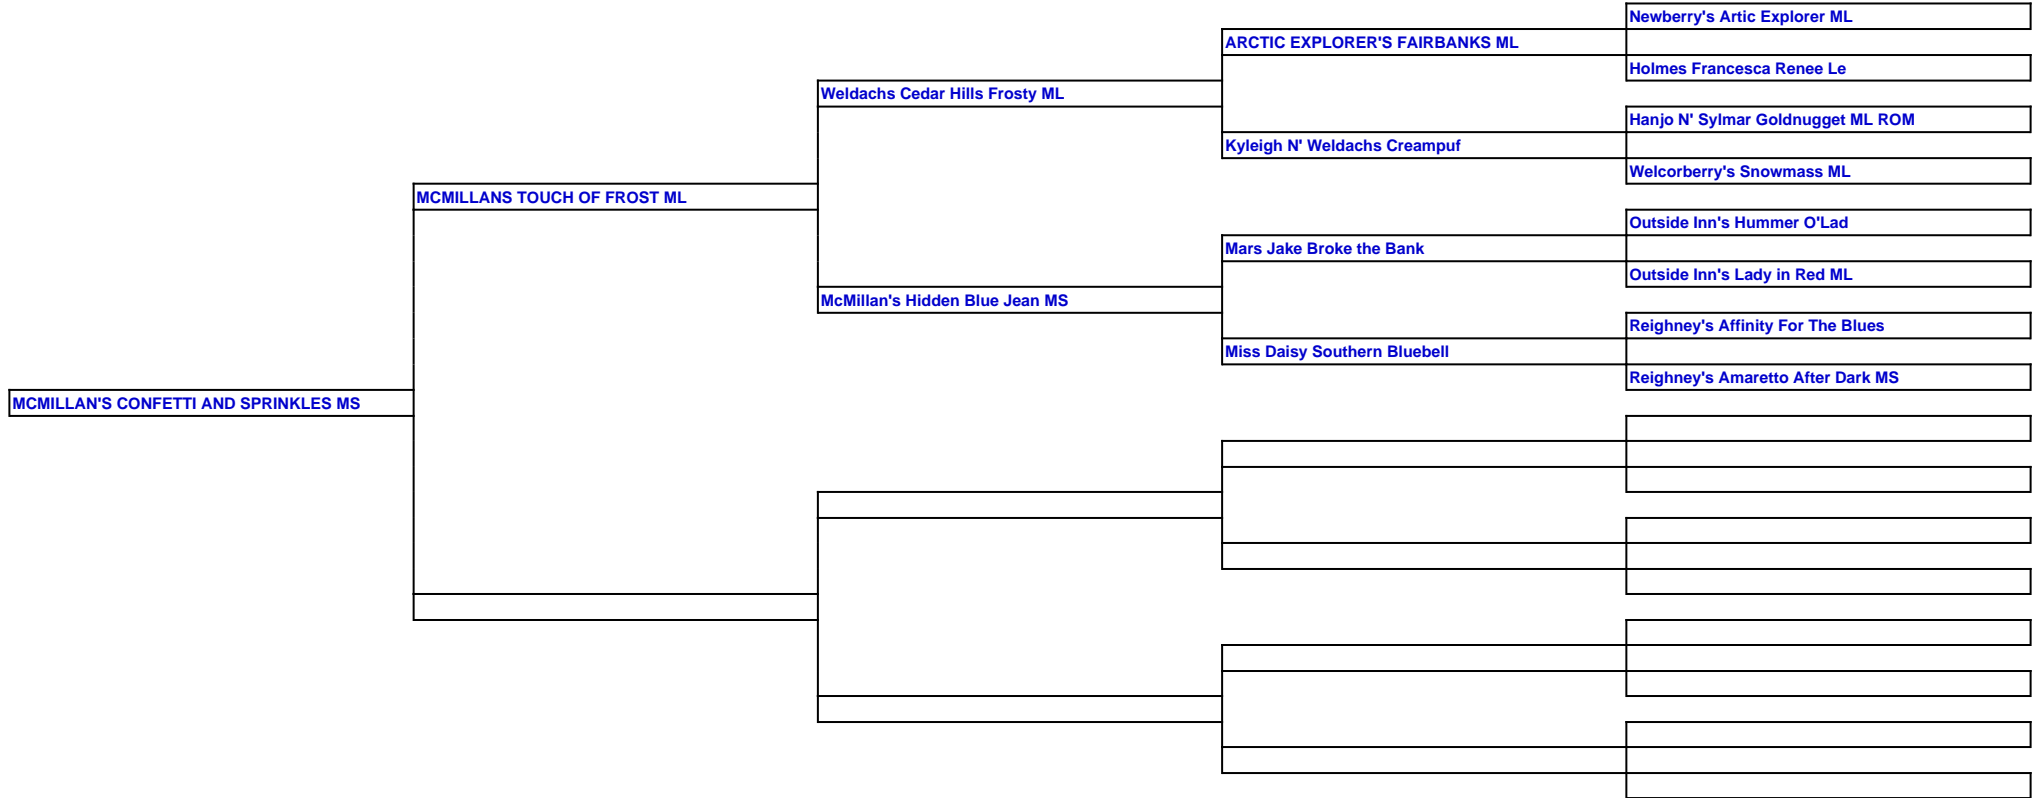 Newberry's Artic Explorer ML
ARCTIC EXPLORER'S FAIRBANKS ML
Holmes Francesca Renee Le
Weldachs Cedar Hills Frosty ML
Hanjo N' Sylmar Goldnugget ML ROM
Kyleigh N' Weldachs Creampuf
Welcorberry's Snowmass ML
MCMILLANS TOUCH OF FROST ML
Outside Inn's Hummer O'Lad
Mars Jake Broke the Bank
Outside Inn's Lady in Red ML
McMillan's Hidden Blue Jean MS
Reighney's Affinity For The Blues
Miss Daisy Southern Bluebell
Reighney's Amaretto After Dark MS
MCMILLAN'S CONFETTI AND SPRINKLES MS